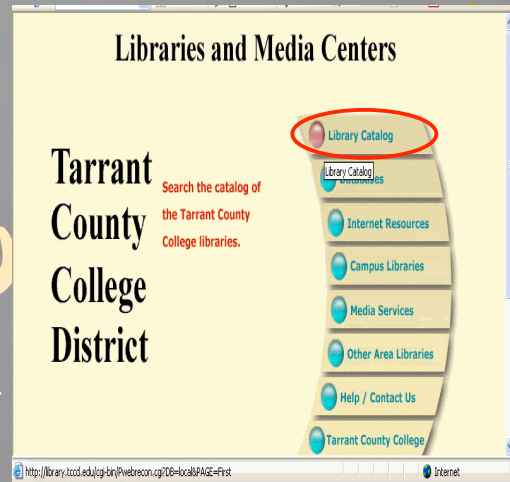 Libraries and Media Centers
Tarrant
County
College
District
Search the catalog of
the Tarrant County
College libraries.
Library Catalog
Library Catalog
Databases
Internet Resources
Campus Libraries
Media Services
Other Area Libraries
Help / Contact Us
Tarrant County College
http://library.tccd.edu/cgi-bin/Pwebrecon.cgi?DB=local&PAGE=First
Internet